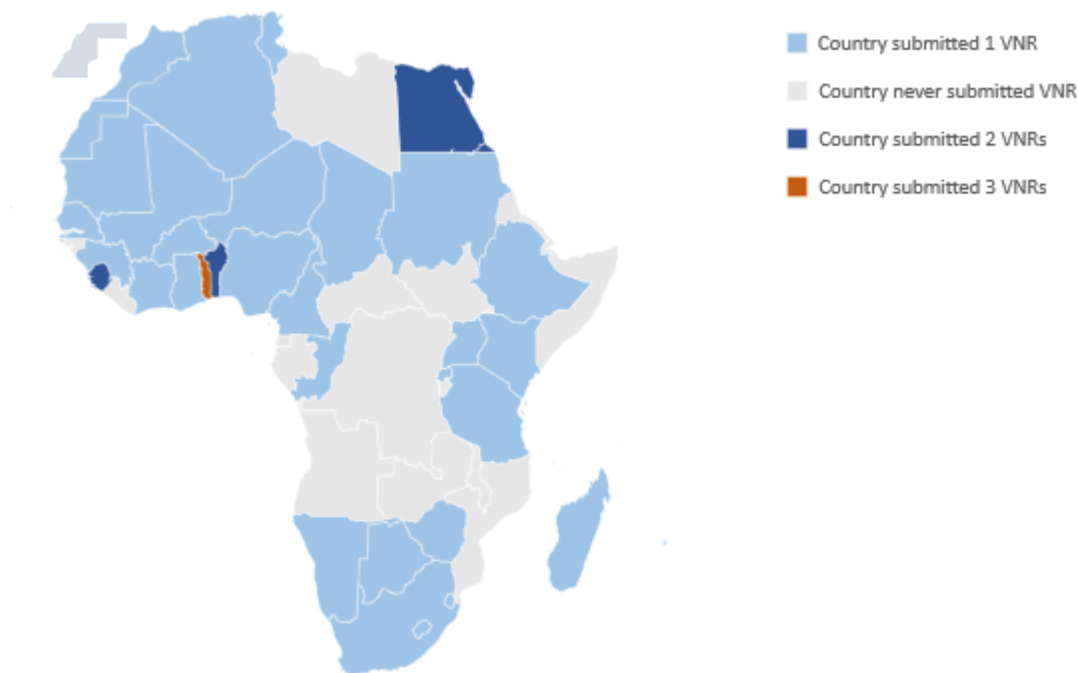 Country submitted 1 VNR
Country never submitted VNR
Country submitted 2 VNRs
Country submitted 3 VNRs